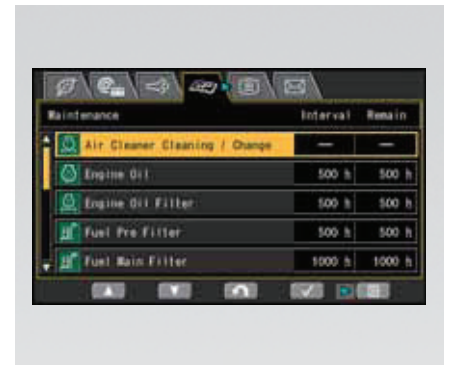 Maintenance Interval Remain
Air Cleaner Cleaning / Change — —
Engine Oil 500 h 500 h
Engine Oil Filter 500 h 500 h
Fuel Pre Filter 500 h 500 h
Fuel Main Filter 1000 h 1000 h